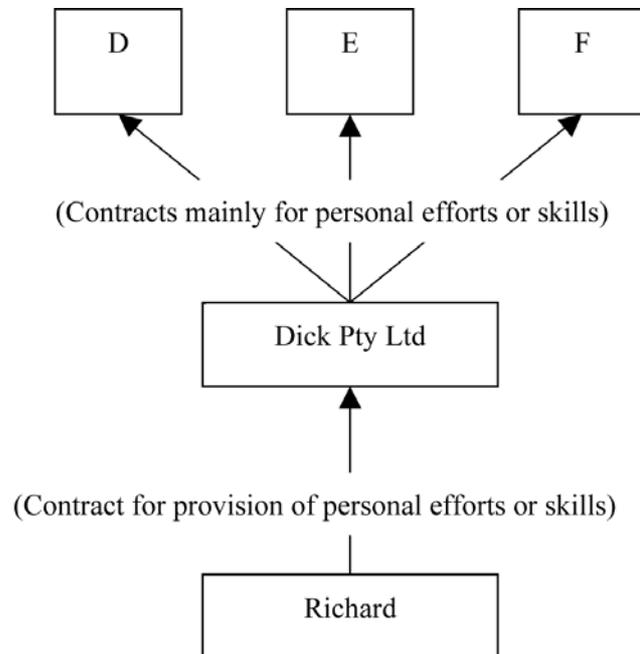 D E F
(Contracts mainly for personal efforts or skills)
Dick Pty Ltd
(Contract for provision of personal efforts or skills)
Richard